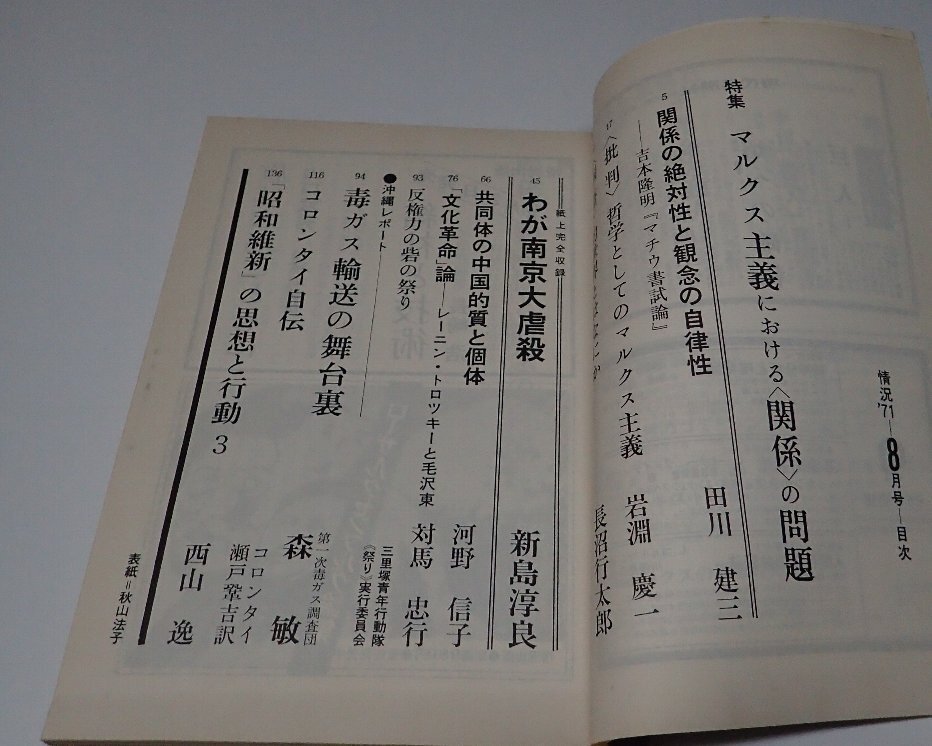 情況'71―8月号―目次
特集 マルクス主義における〈関係〉の問題
5 関係の絶対性と観念の自律性 田川 建三
――吉本隆明『マチウ書試論』
17 〈批判〉哲学としてのマルクス主義 岩淵 慶一
長沼行太郎
紙上完全収録
45 わが南京大虐殺 新島淳良
66 共同体の中国的質と個体 河野 信子
76 「文化革命」論――レーニン・トロツキーと毛沢東 対馬 忠行
93 反権力の砦の祭り 三里塚青年行動隊
《祭り》実行委員会
●沖縄レポート
94 毒ガス輸送の舞台裏 第一次毒ガス調査団
森 敏
116 コロンタイ自伝 コロンタイ
瀬戸鞏吉訳
136 「昭和維新」の思想と行動 3 西山 逸
表紙=秋山法子